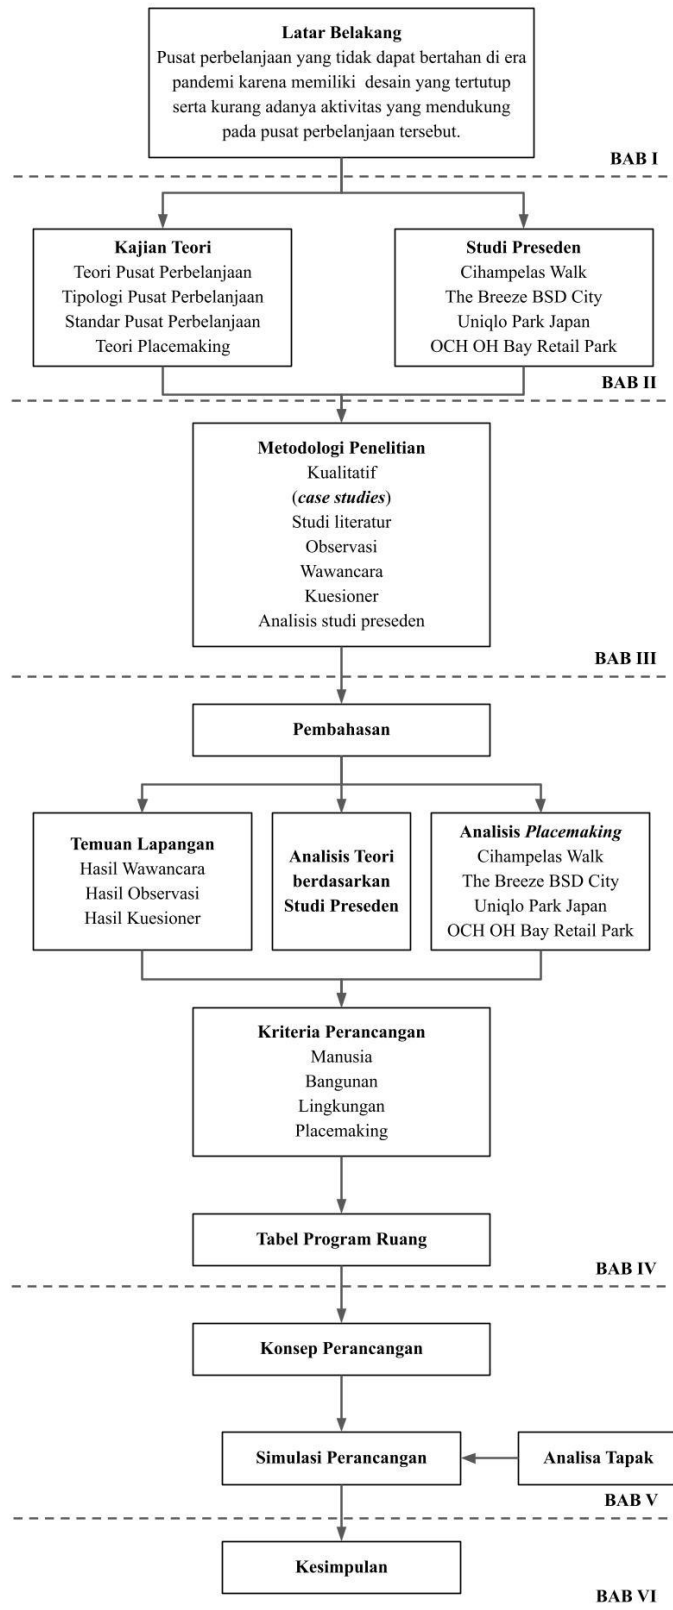 Latar Belakang
Pusat perbelanjaan yang tidak dapat bertahan di era
pandemi karena memiliki desain yang tertutup
serta kurang adanya aktivitas yang mendukung
pada pusat perbelanjaan tersebut.
BAB I
Kajian Teori
Teori Pusat Perbelanjaan
Tipologi Pusat Perbelanjaan
Standar Pusat Perbelanjaan
Teori Placemaking
Studi Preseden
Cihampelas Walk
The Breeze BSD City
Uniqlo Park Japan
OCH OH Bay Retail Park
BAB II
Metodologi Penelitian
Kualitatif
(case studies)
Studi literatur
Observasi
Wawancara
Kuesioner
Analisis studi preseden
BAB III
Pembahasan
Temuan Lapangan
Hasil Wawancara
Hasil Observasi
Hasil Kuesioner
Analisis Teori
berdasarkan
Studi Preseden
Analisis Placemaking
Cihampelas Walk
The Breeze BSD City
Uniqlo Park Japan
OCH OH Bay Retail Park
Kriteria Perancangan
Manusia
Bangunan
Lingkungan
Placemaking
Tabel Program Ruang
BAB IV
Konsep Perancangan
Simulasi Perancangan
Analisa Tapak
BAB V
Kesimpulan
BAB VI